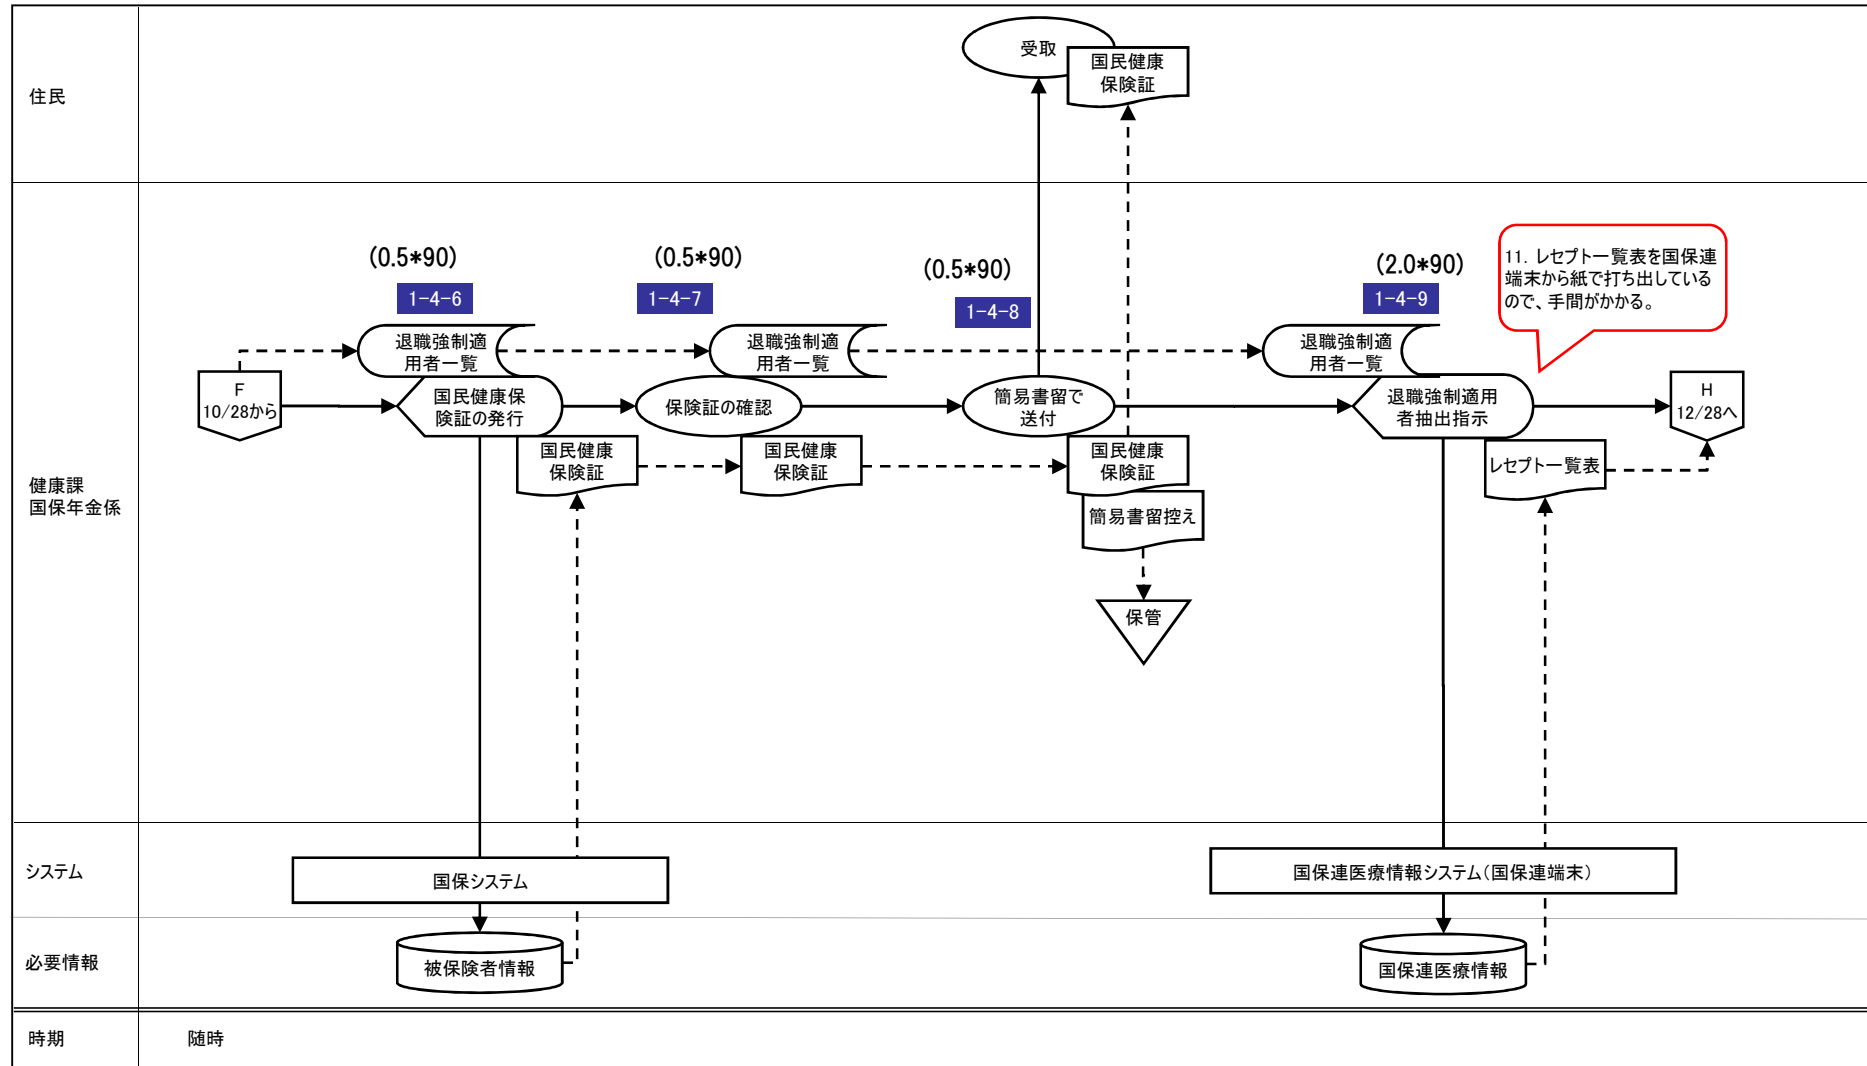 住民
受取
国民健康
保険証
健康課
国保年金係
(0.5*90)
1-4-6
(0.5*90)
1-4-7
(0.5*90)
1-4-8
(2.0*90)
1-4-9
11. レセプト一覧表を国保連
端末から紙で打ち出している
ので、手間がかかる。
退職強制適
用者一覧
退職強制適
用者一覧
退職強制適
用者一覧
F
10/28から
国民健康保
険証の発行
保険証の確認
簡易書留で
送付
退職強制適用
者抽出指示
H
12/28へ
国民健康
保険証
国民健康
保険証
国民健康
保険証
レセプト一覧表
簡易書留控え
保管
システム
国保システム
国保連医療情報システム(国保連端末)
必要情報
被保険者情報
国保連医療情報
時期
随時